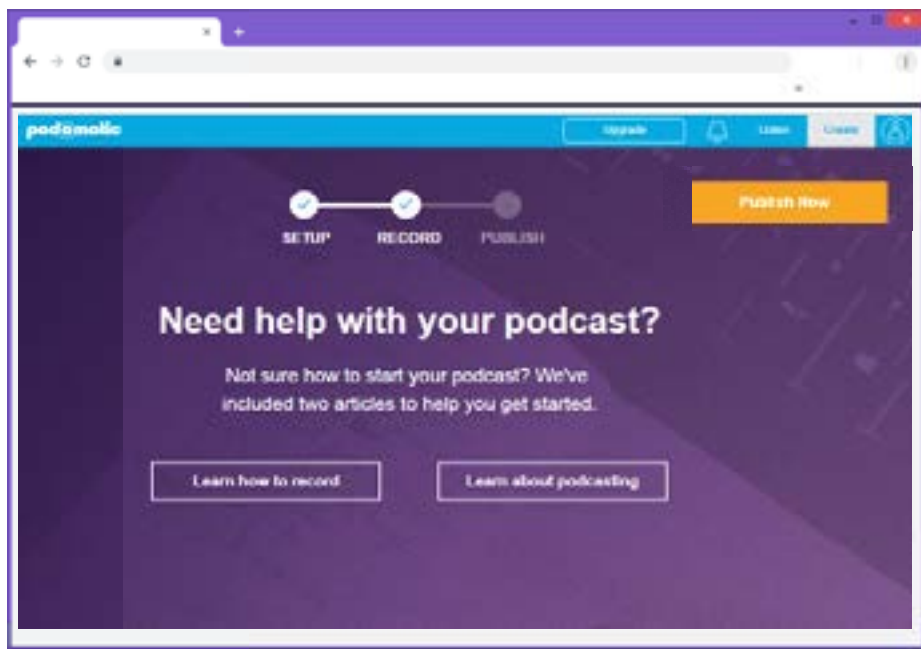 podomatic
Upgrade Listen Create
Publish Now
SETUP RECORD PUBLISH
Need help with your podcast?
Not sure how to start your podcast? We've
included two articles to help you get started.
Learn how to record Learn about podcasting